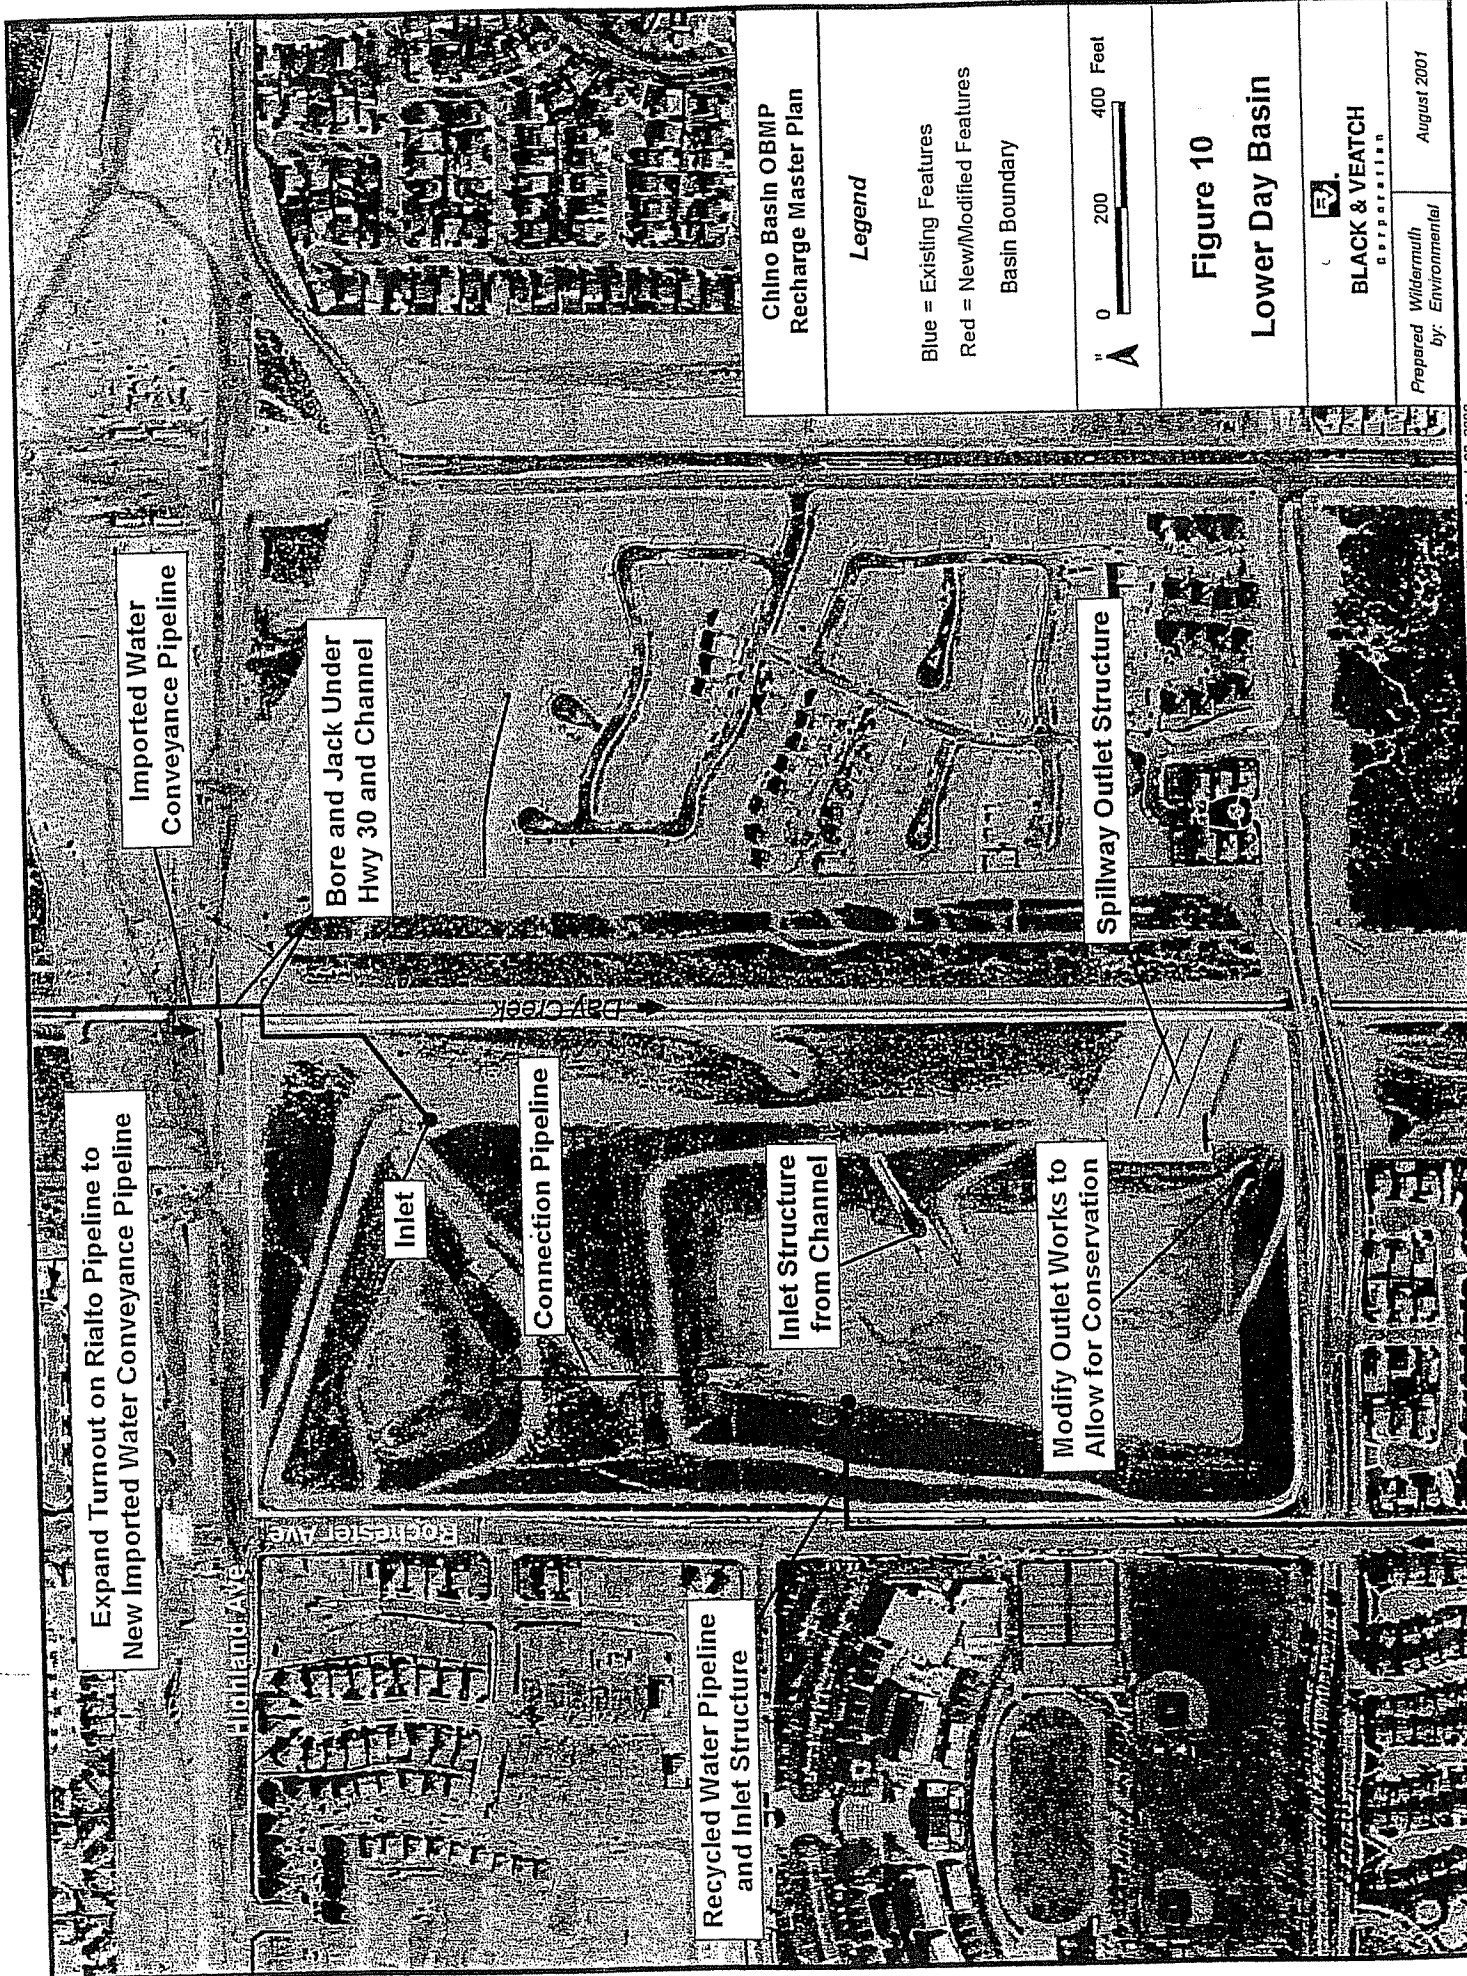 Expand Turnout on Rialto Pipeline to
New Imported Water Conveyance Pipeline
Imported Water
Conveyance Pipeline
Bore and Jack Under
Hwy 30 and Channel
Highland Ave
Rochester Ave
Day Creek
Inlet
Connection Pipeline
Recycled Water Pipeline
and Inlet Structure
Inlet Structure
from Channel
Modify Outlet Works to
Allow for Conservation
Spillway Outlet Structure
Chino Basin OBMP
Recharge Master Plan
Legend
Blue = Existing Features
Red = New/Modified Features
Basin Boundary
0 200 400 Feet
Figure 10
Lower Day Basin
BLACK & VEATCH
Corporation
Prepared Wildermuth
by: Environmental
August 2001